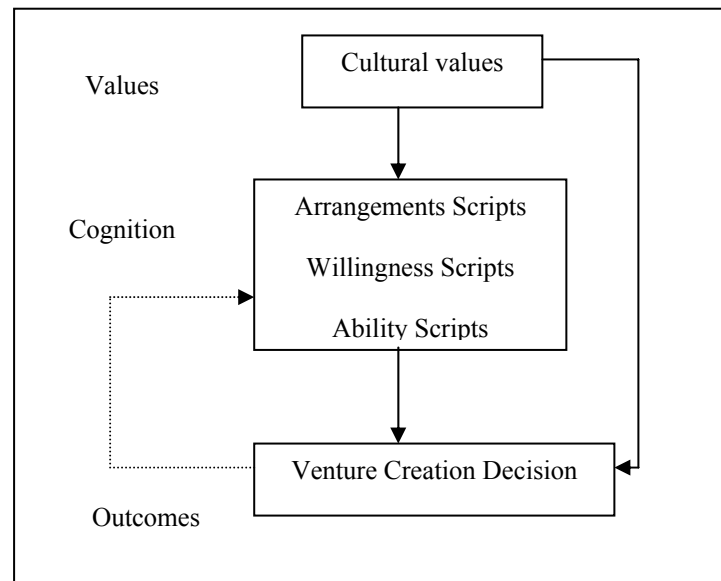 Cultural values
Values
Arrangements Scripts
Cognition
Willingness Scripts
Ability Scripts
Venture Creation Decision
Outcomes